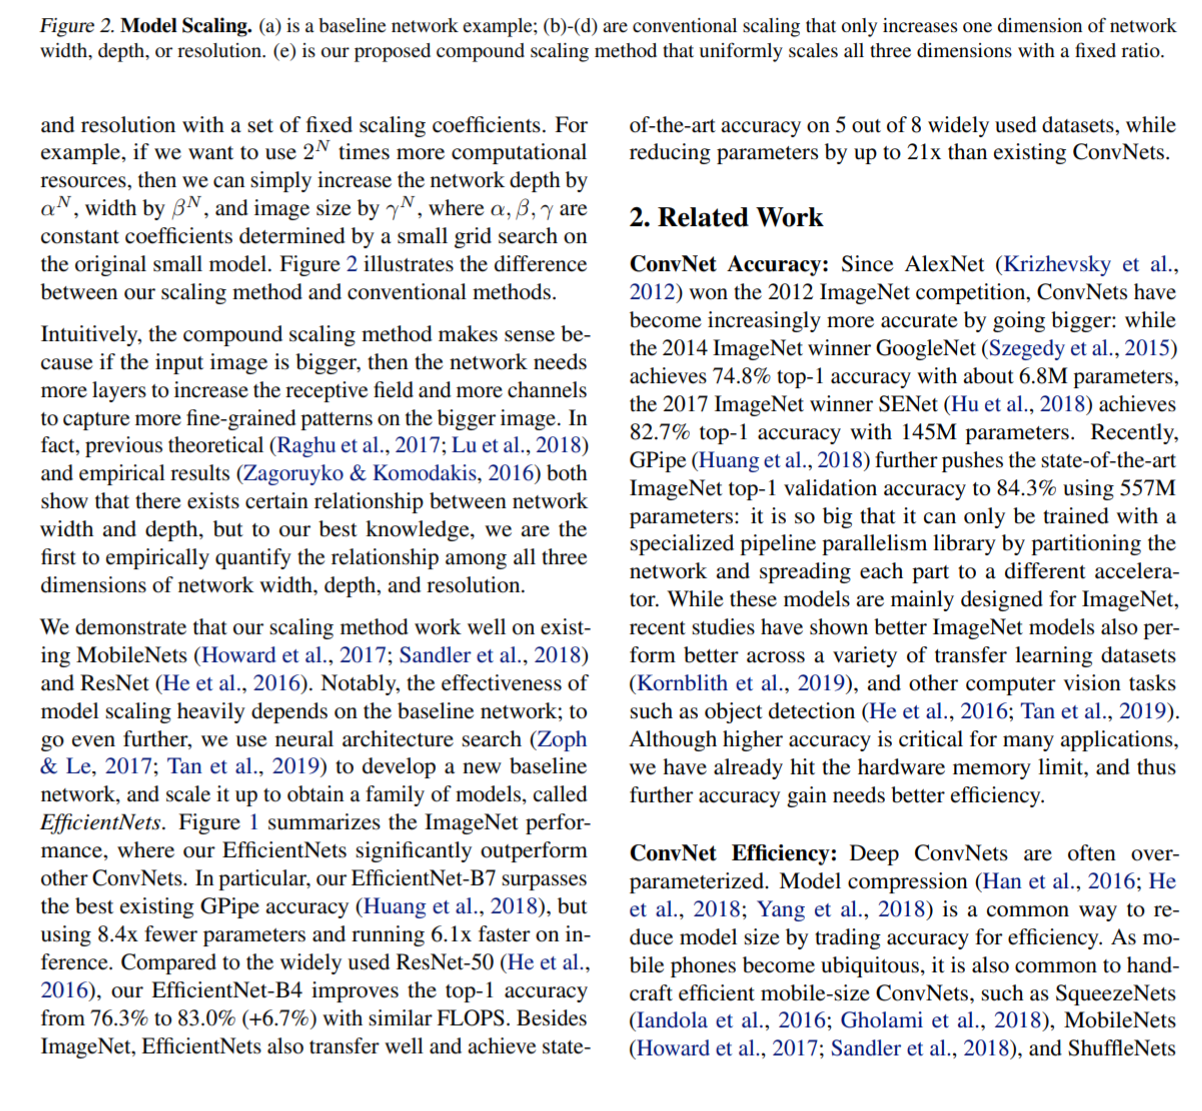 Figure 2. Model Scaling. (a) is a baseline network example; (b)-(d) are conventional scaling that only increases one dimension of network
width, depth, or resolution. (e) is our proposed compound scaling method that uniformly scales all three dimensions with a fixed ratio.
and resolution with a set of fixed scaling coefficients. For
example, if we want to use 2^N times more computational
resources, then we can simply increase the network depth by
α^N, width by β^N, and image size by γ^N, where α, β, γ are
constant coefficients determined by a small grid search on
the original small model. Figure 2 illustrates the difference
between our scaling method and conventional methods.
Intuitively, the compound scaling method makes sense be-
cause if the input image is bigger, then the network needs
more layers to increase the receptive field and more channels
to capture more fine-grained patterns on the bigger image. In
fact, previous theoretical (Raghu et al., 2017; Lu et al., 2018)
and empirical results (Zagoruyko & Komodakis, 2016) both
show that there exists certain relationship between network
width and depth, but to our best knowledge, we are the
first to empirically quantify the relationship among all three
dimensions of network width, depth, and resolution.
We demonstrate that our scaling method work well on exist-
ing MobileNets (Howard et al., 2017; Sandler et al., 2018)
and ResNet (He et al., 2016). Notably, the effectiveness of
model scaling heavily depends on the baseline network; to
go even further, we use neural architecture search (Zoph
& Le, 2017; Tan et al., 2019) to develop a new baseline
network, and scale it up to obtain a family of models, called
EfficientNets. Figure 1 summarizes the ImageNet perfor-
mance, where our EfficientNets significantly outperform
other ConvNets. In particular, our EfficientNet-B7 surpasses
the best existing GPipe accuracy (Huang et al., 2018), but
using 8.4x fewer parameters and running 6.1x faster on in-
ference. Compared to the widely used ResNet-50 (He et al.,
2016), our EfficientNet-B4 improves the top-1 accuracy
from 76.3% to 83.0% (+6.7%) with similar FLOPS. Besides
ImageNet, EfficientNets also transfer well and achieve state-
of-the-art accuracy on 5 out of 8 widely used datasets, while
reducing parameters by up to 21x than existing ConvNets.
2. Related Work
ConvNet Accuracy: Since AlexNet (Krizhevsky et al.,
2012) won the 2012 ImageNet competition, ConvNets have
become increasingly more accurate by going bigger: while
the 2014 ImageNet winner GoogleNet (Szegedy et al., 2015)
achieves 74.8% top-1 accuracy with about 6.8M parameters,
the 2017 ImageNet winner SENet (Hu et al., 2018) achieves
82.7% top-1 accuracy with 145M parameters. Recently,
GPipe (Huang et al., 2018) further pushes the state-of-the-art
ImageNet top-1 validation accuracy to 84.3% using 557M
parameters: it is so big that it can only be trained with a
specialized pipeline parallelism library by partitioning the
network and spreading each part to a different accelera-
tor. While these models are mainly designed for ImageNet,
recent studies have shown better ImageNet models also per-
form better across a variety of transfer learning datasets
(Kornblith et al., 2019), and other computer vision tasks
such as object detection (He et al., 2016; Tan et al., 2019).
Although higher accuracy is critical for many applications,
we have already hit the hardware memory limit, and thus
further accuracy gain needs better efficiency.
ConvNet Efficiency: Deep ConvNets are often over-
parameterized. Model compression (Han et al., 2016; He
et al., 2018; Yang et al., 2018) is a common way to re-
duce model size by trading accuracy for efficiency. As mo-
bile phones become ubiquitous, it is also common to hand-
craft efficient mobile-size ConvNets, such as SqueezeNets
(Iandola et al., 2016; Gholami et al., 2018), MobileNets
(Howard et al., 2017; Sandler et al., 2018), and ShuffleNets